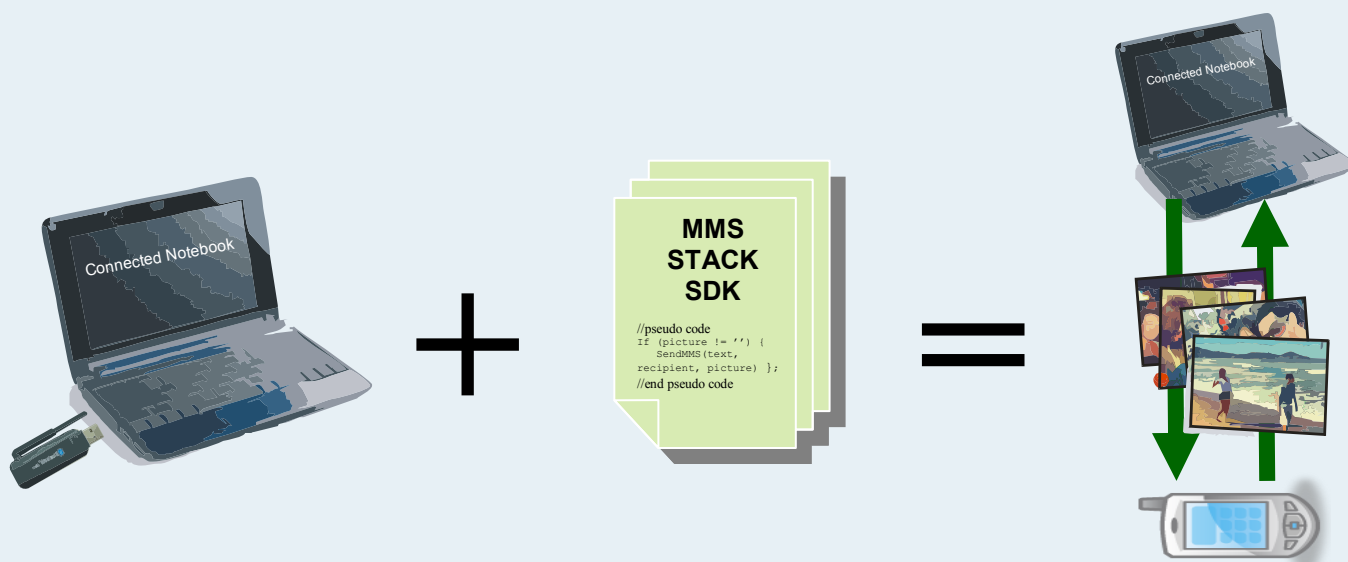 Connected Notebook
Connected Notebook
MMS
STACK
SDK
//pseudo code
If (picture != '') {
SendMMS(text,
recipient, picture) };
//end pseudo code